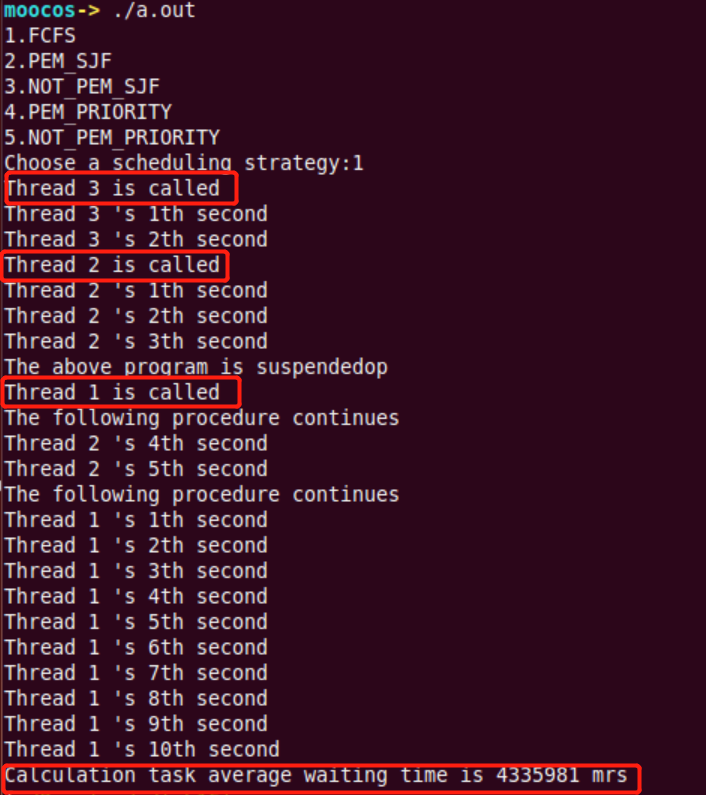 moocos-> ./a.out
1.FCFS
2.PEM_SJF
3.NOT_PEM_SJF
4.PEM_PRIORITY
5.NOT_PEM_PRIORITY
Choose a scheduling strategy:1
Thread 3 is called
Thread 3 's 1th second
Thread 3 's 2th second
Thread 2 is called
Thread 2 's 1th second
Thread 2 's 2th second
Thread 2 's 3th second
The above program is suspendedop
Thread 1 is called
The following procedure continues
Thread 2 's 4th second
Thread 2 's 5th second
The following procedure continues
Thread 1 's 1th second
Thread 1 's 2th second
Thread 1 's 3th second
Thread 1 's 4th second
Thread 1 's 5th second
Thread 1 's 6th second
Thread 1 's 7th second
Thread 1 's 8th second
Thread 1 's 9th second
Thread 1 's 10th second
Calculation task average waiting time is 4335981 mrs